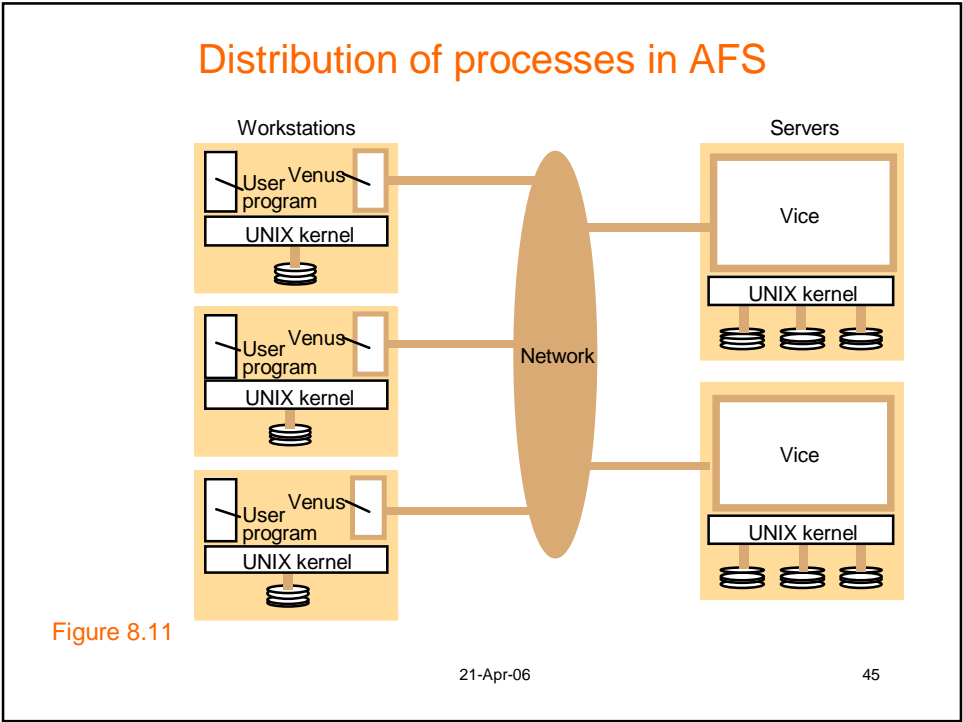 Distribution of processes in AFS
Workstations
Servers
User
program
Venus
UNIX kernel
User
program
Venus
UNIX kernel
User
program
Venus
UNIX kernel
Network
Vice
UNIX kernel
Vice
UNIX kernel
Figure 8.11
21-Apr-06
45